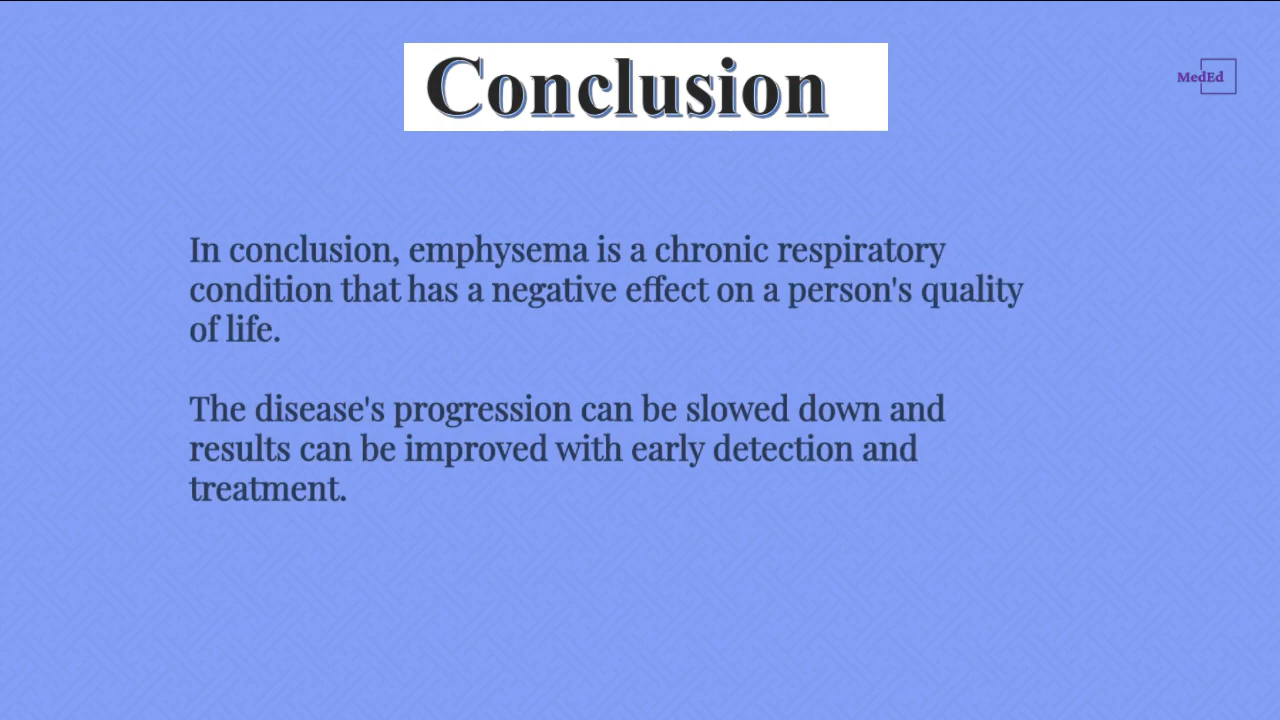 Conclusion
MedEd
In conclusion, emphysema is a chronic respiratory
condition that has a negative effect on a person's quality
of life.
The disease's progression can be slowed down and
results can be improved with early detection and
treatment.